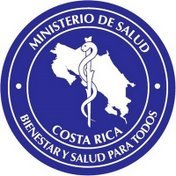 MINISTERIO DE SALUD
COSTA RICA
BIENESTAR Y SALUD PARA TODOS